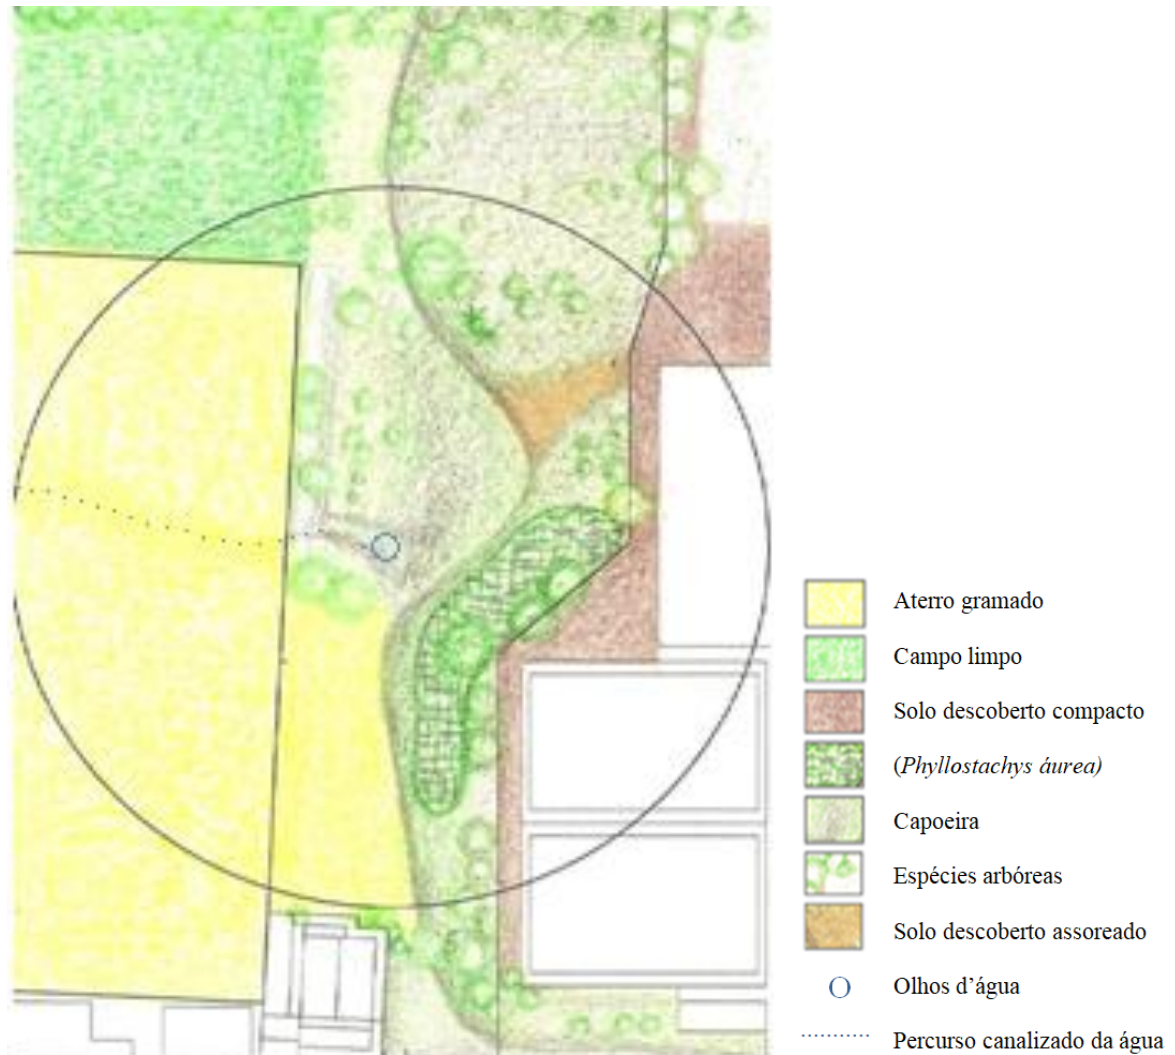 Aterro gramado
Campo limpo
Solo descoberto compacto
(Phyllostachys áurea)
Capoeira
Espécies arbóreas
Solo descoberto assoreado
Olhos d’água
Percurso canalizado da água